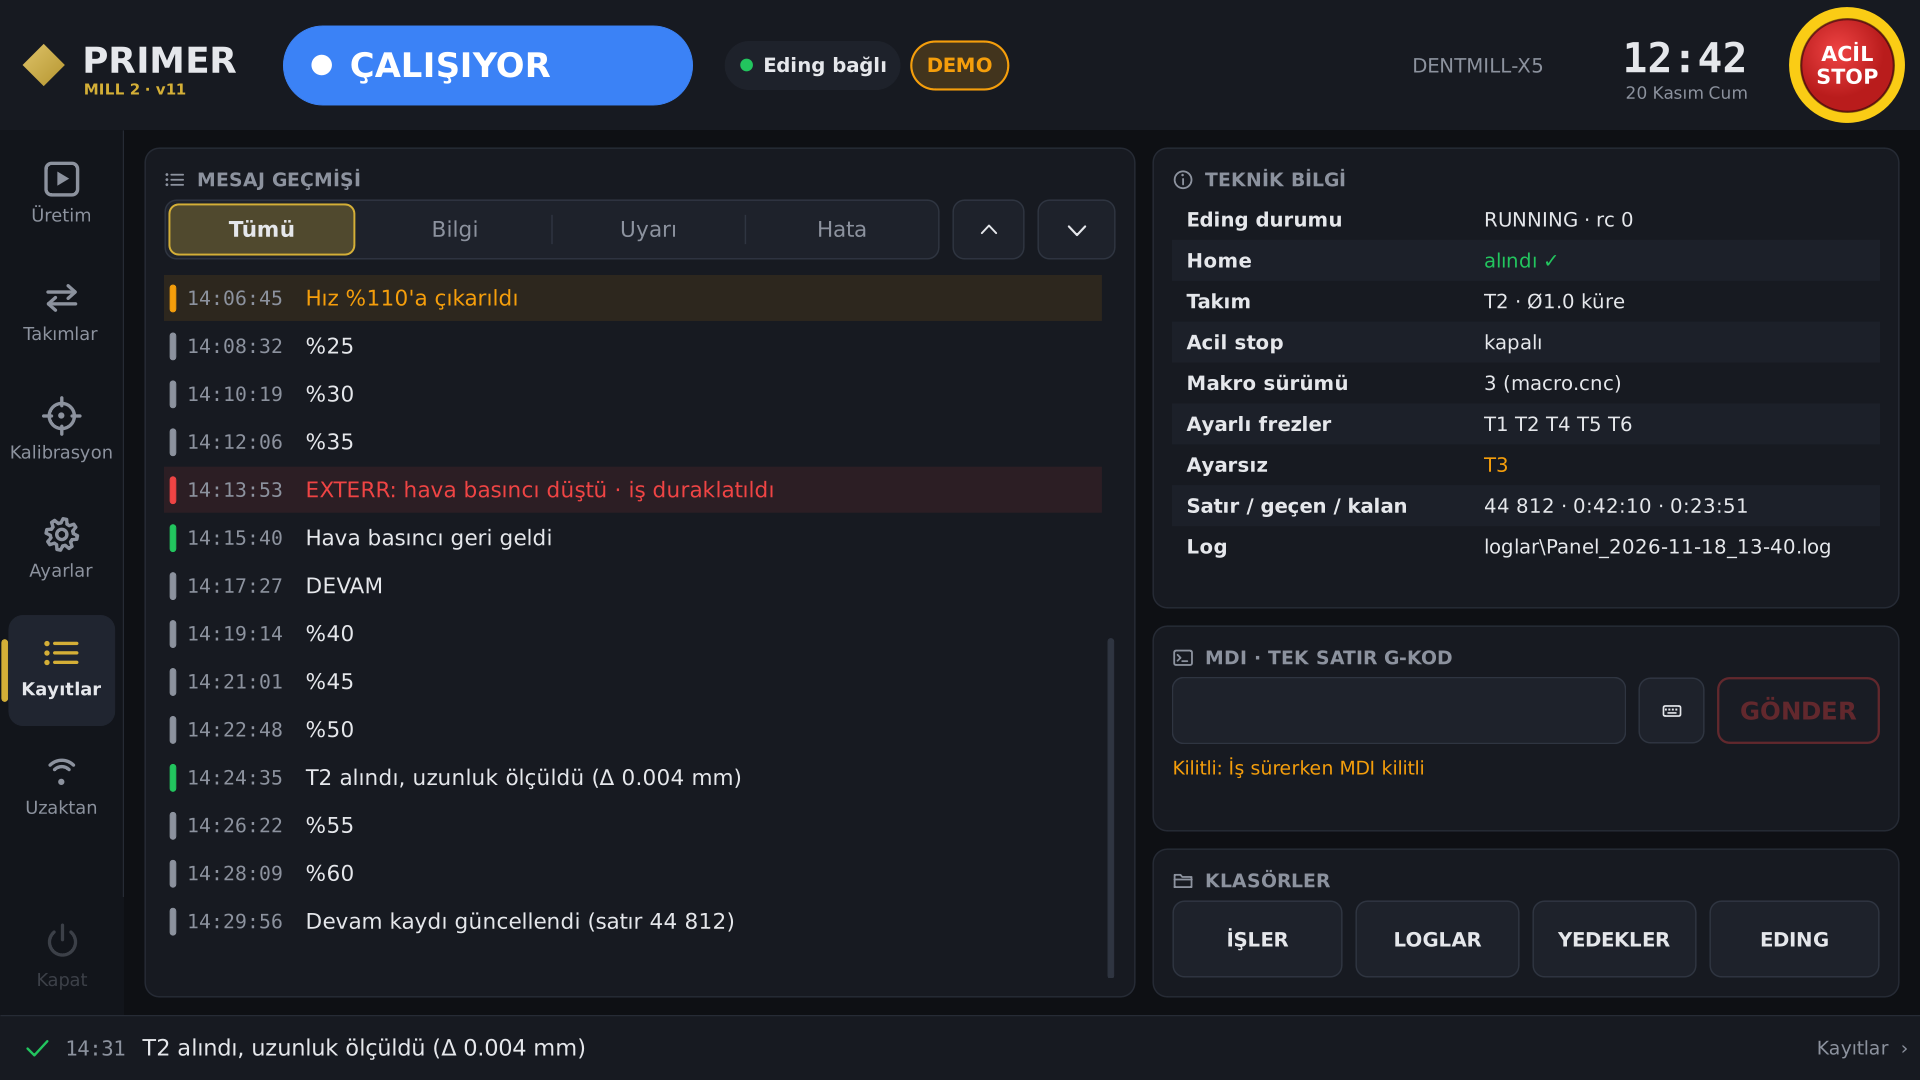 PRIMER
MILL 2 · v11
ÇALIŞIYOR
Eding bağlı
DEMO
DENTMILL-X5
12:42
20 Kasım Cum
ACİL
STOP
Üretim
Takımlar
Kalibrasyon
Ayarlar
Kayıtlar
Uzaktan
Kapat
MESAJ GEÇMİŞİ
Tümü
Bilgi
Uyarı
Hata
14:06:45 Hız %110'a çıkarıldı
14:08:32 %25
14:10:19 %30
14:12:06 %35
14:13:53 EXTERR: hava basıncı düştü · iş duraklatıldı
14:15:40 Hava basıncı geri geldi
14:17:27 DEVAM
14:19:14 %40
14:21:01 %45
14:22:48 %50
14:24:35 T2 alındı, uzunluk ölçüldü (Δ 0.004 mm)
14:26:22 %55
14:28:09 %60
14:29:56 Devam kaydı güncellendi (satır 44 812)
TEKNİK BİLGİ
Eding durumu RUNNING · rc 0
Home alındı ✓
Takım T2 · Ø1.0 küre
Acil stop kapalı
Makro sürümü 3 (macro.cnc)
Ayarlı frezler T1 T2 T4 T5 T6
Ayarsız T3
Satır / geçen / kalan 44 812 · 0:42:10 · 0:23:51
Log loglar\Panel_2026-11-18_13-40.log
MDI · TEK SATIR G-KOD
GÖNDER
Kilitli: İş sürerken MDI kilitli
KLASÖRLER
İŞLER
LOGLAR
YEDEKLER
EDING
14:31 T2 alındı, uzunluk ölçüldü (Δ 0.004 mm)
Kayıtlar ›